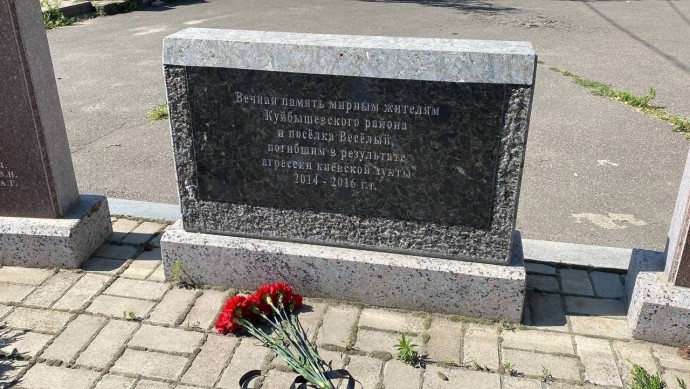 Вечная память мирным жителям
Куйбышевского района
и посёлка Весёлый,
погибшим в результате
агрессии киевской хунты
2014 - 2016 г.г.